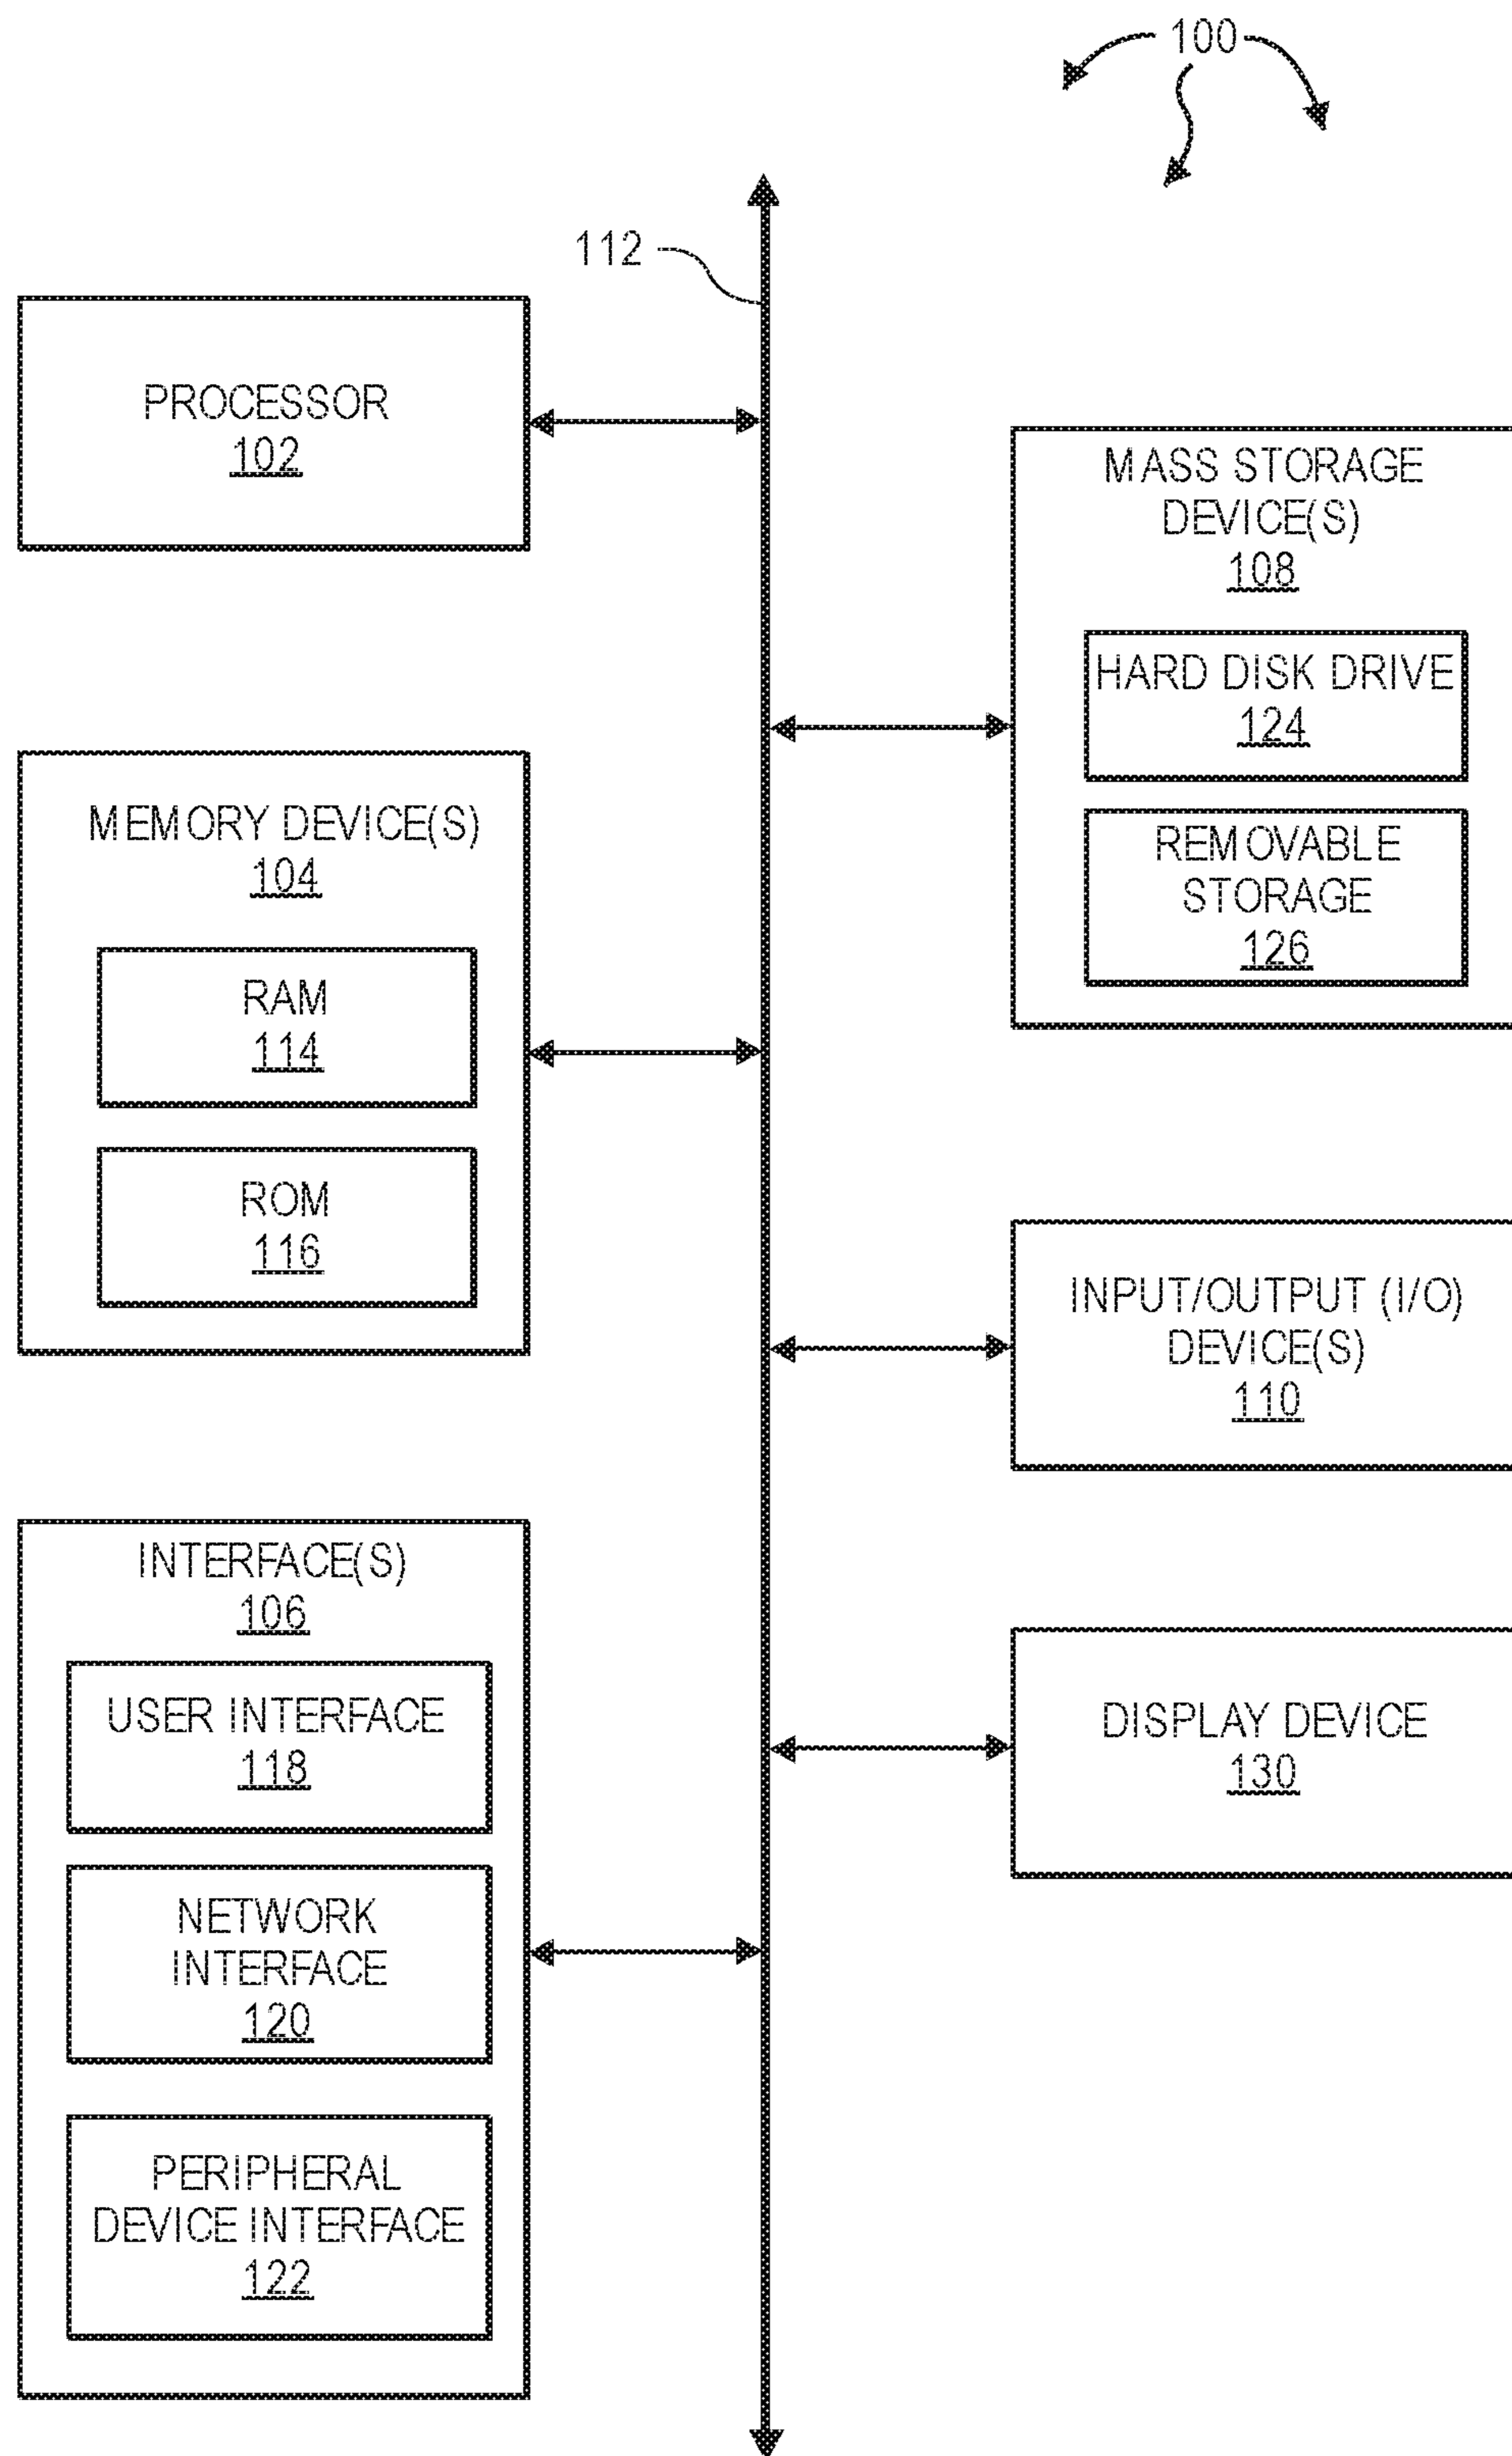 100
112
PROCESSOR
102
MEMORY DEVICE(S)
104
RAM
114
ROM
116
INTERFACE(S)
106
USER INTERFACE
118
NETWORK
INTERFACE
120
PERIPHERAL
DEVICE INTERFACE
122
MASS STORAGE
DEVICE(S)
108
HARD DISK DRIVE
124
REMOVABLE
STORAGE
126
INPUT/OUTPUT (I/O)
DEVICE(S)
110
DISPLAY DEVICE
130